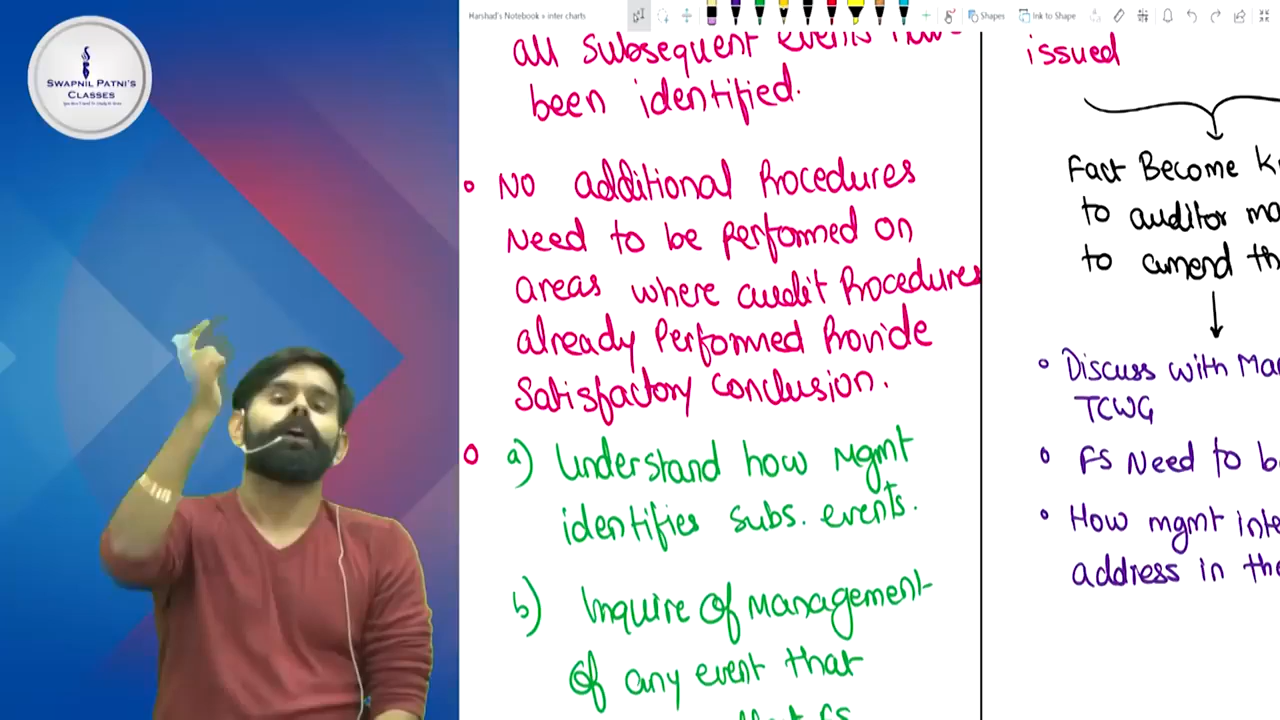 SWAPNIL PATNI'S
CLASSES
Harshad's Notebook » inter charts
Shapes
Ink to Shape
all subsequent events
been identified.
No additional Procedures
Need to be performed on
areas where audit Procedures
already Performed Provide
Satisfactory conclusion.
a) Understand how Mgmt
identifies subs. events.
b) Inquire Of Management
Of any event that
FS
issued
Fact Become
to auditor
to amend
Discuss with
TCWG
FS Need to
How mgmt
address in